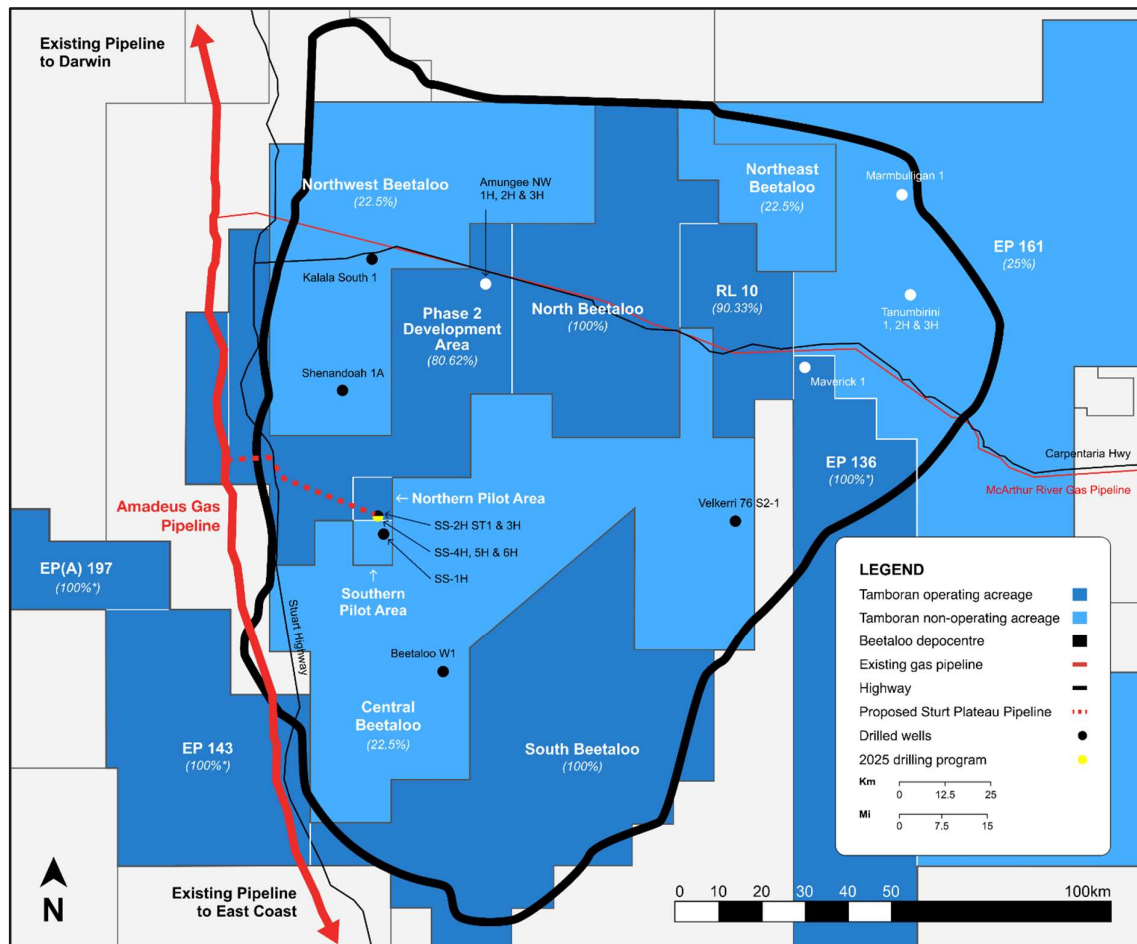 Existing Pipeline
to Darwin
Northwest Beetaloo
(22.5%)
Amungee NW
1H, 2H & 3H
Northeast
Beetaloo
(22.5%)
Marmbulligan 1
EP 161
(25%)
Kalala South 1
Phase 2
Development
Area
(80.62%)
North Beetaloo
(100%)
RL 10
(90.33%)
Tanumbirini
1, 2H & 3H
Shenandoah 1A
Maverick 1
Carpentaria Hwy
McArthur River Gas Pipeline
EP 136
(100%*)
Amadeus Gas
Pipeline
Northern Pilot Area
SS-2H ST1 & 3H
SS-4H, 5H & 6H
SS-1H
Southern
Pilot Area
Velkerri 76 S2-1
EP(A) 197
(100%*)
Stuart Highway
Beetaloo W1
Central
Beetaloo
(22.5%)
EP 143
(100%*)
South Beetaloo
(100%)
LEGEND
Tamboran operating acreage
Tamboran non-operating acreage
Beetaloo depocentre
Existing gas pipeline
Highway
Proposed Sturt Plateau Pipeline
Drilled wells
2025 drilling program
Km
0 12.5 25
Mi
0 7.5 15
N
Existing Pipeline
to East Coast
0 10 20 30 40 50 100km